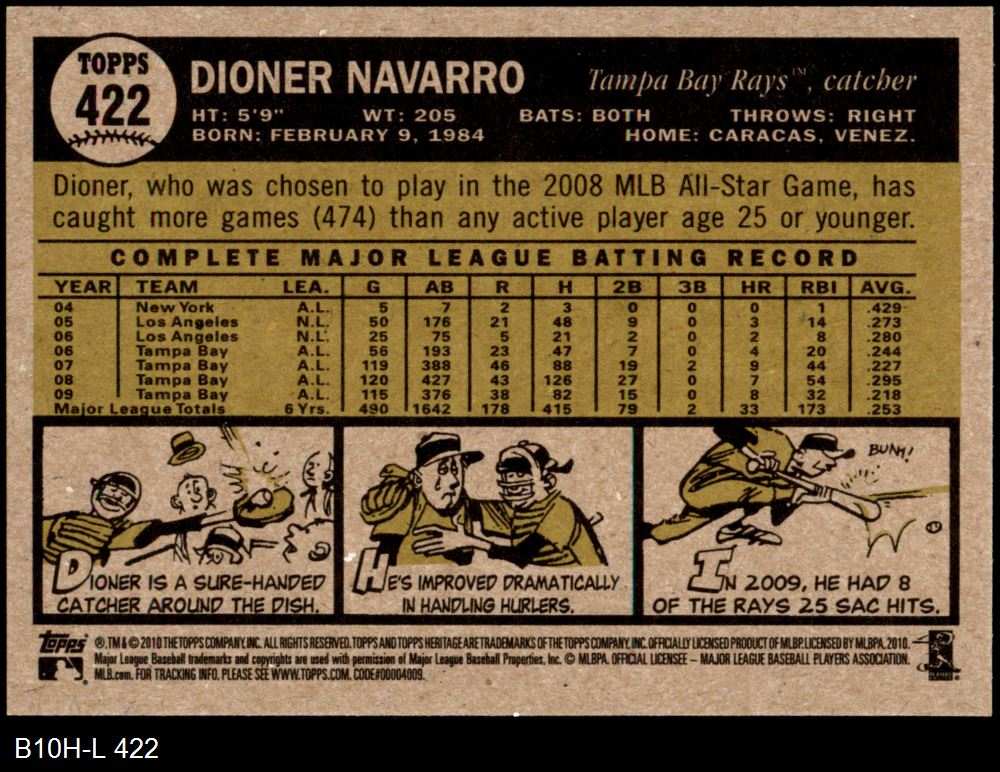 TOPPS
422
DIONER NAVARRO
Tampa Bay Rays™, catcher
HT: 5'9" WT: 205 BATS: BOTH THROWS: RIGHT
BORN: FEBRUARY 9, 1984 HOME: CARACAS, VENEZ.
Dioner, who was chosen to play in the 2008 MLB All-Star Game, has
caught more games (474) than any active player age 25 or younger.
COMPLETE MAJOR LEAGUE BATTING RECORD
YEAR TEAM LEA. G AB R H 2B 3B HR RBI AVG.
04 New York A.L. 5 7 2 3 0 0 0 1 .429
05 Los Angeles N.L. 50 176 21 48 9 0 3 14 .273
06 Los Angeles N.L. 25 75 5 21 2 0 2 8 .280
06 Tampa Bay A.L. 56 193 23 47 7 0 4 20 .244
07 Tampa Bay A.L. 119 388 46 88 19 2 9 44 .227
08 Tampa Bay A.L. 120 427 43 126 27 0 7 54 .295
09 Tampa Bay A.L. 115 376 38 82 15 0 8 32 .218
Major League Totals 6 Yrs. 490 1642 178 415 79 2 33 173 .253
DIONER IS A SURE-HANDED
CATCHER AROUND THE DISH.
HE'S IMPROVED DRAMATICALLY
IN HANDLING HURLERS.
BUNK!
IN 2009, HE HAD 8
OF THE RAYS 25 SAC HITS.
Topps ®, TM & © 2010 THE TOPPS COMPANY, INC. ALL RIGHTS RESERVED. TOPPS AND TOPPS HERITAGE ARE TRADEMARKS OF THE TOPPS COMPANY, INC. OFFICIALLY LICENSED PRODUCT OF MLBP. LICENSED BY MLBPA, 2010.
Major League Baseball trademarks and copyrights are used with permission of Major League Baseball Properties, Inc. © MLBPA. OFFICIAL LICENSEE – MAJOR LEAGUE BASEBALL PLAYERS ASSOCIATION.
MLB.com. FOR TRACKING INFO, PLEASE SEE WWW.TOPPS.COM. CODE#00004009.
B10H-L 422